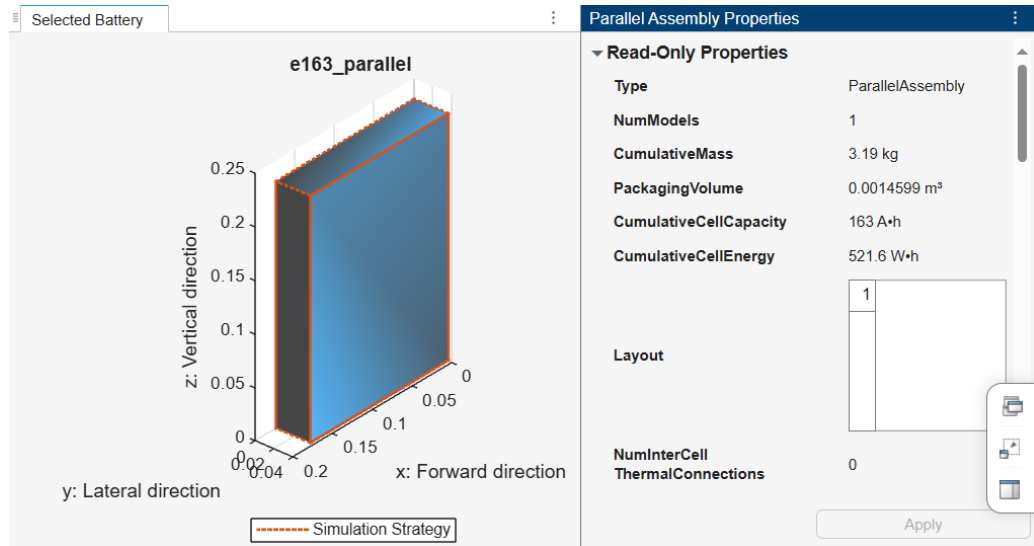 Selected Battery
e163_parallel
0.25
0.2
0.15
0.1
0.05
0
z: Vertical direction
0
0.02
0.04
y: Lateral direction
0.2
0.15
0.1
0.05
0
x: Forward direction
Simulation Strategy
Parallel Assembly Properties
Read-Only Properties
Type ParallelAssembly
NumModels 1
CumulativeMass 3.19 kg
PackagingVolume 0.0014599 m³
CumulativeCellCapacity 163 A•h
CumulativeCellEnergy 521.6 W•h
Layout 1
NumInterCell
ThermalConnections 0
Apply